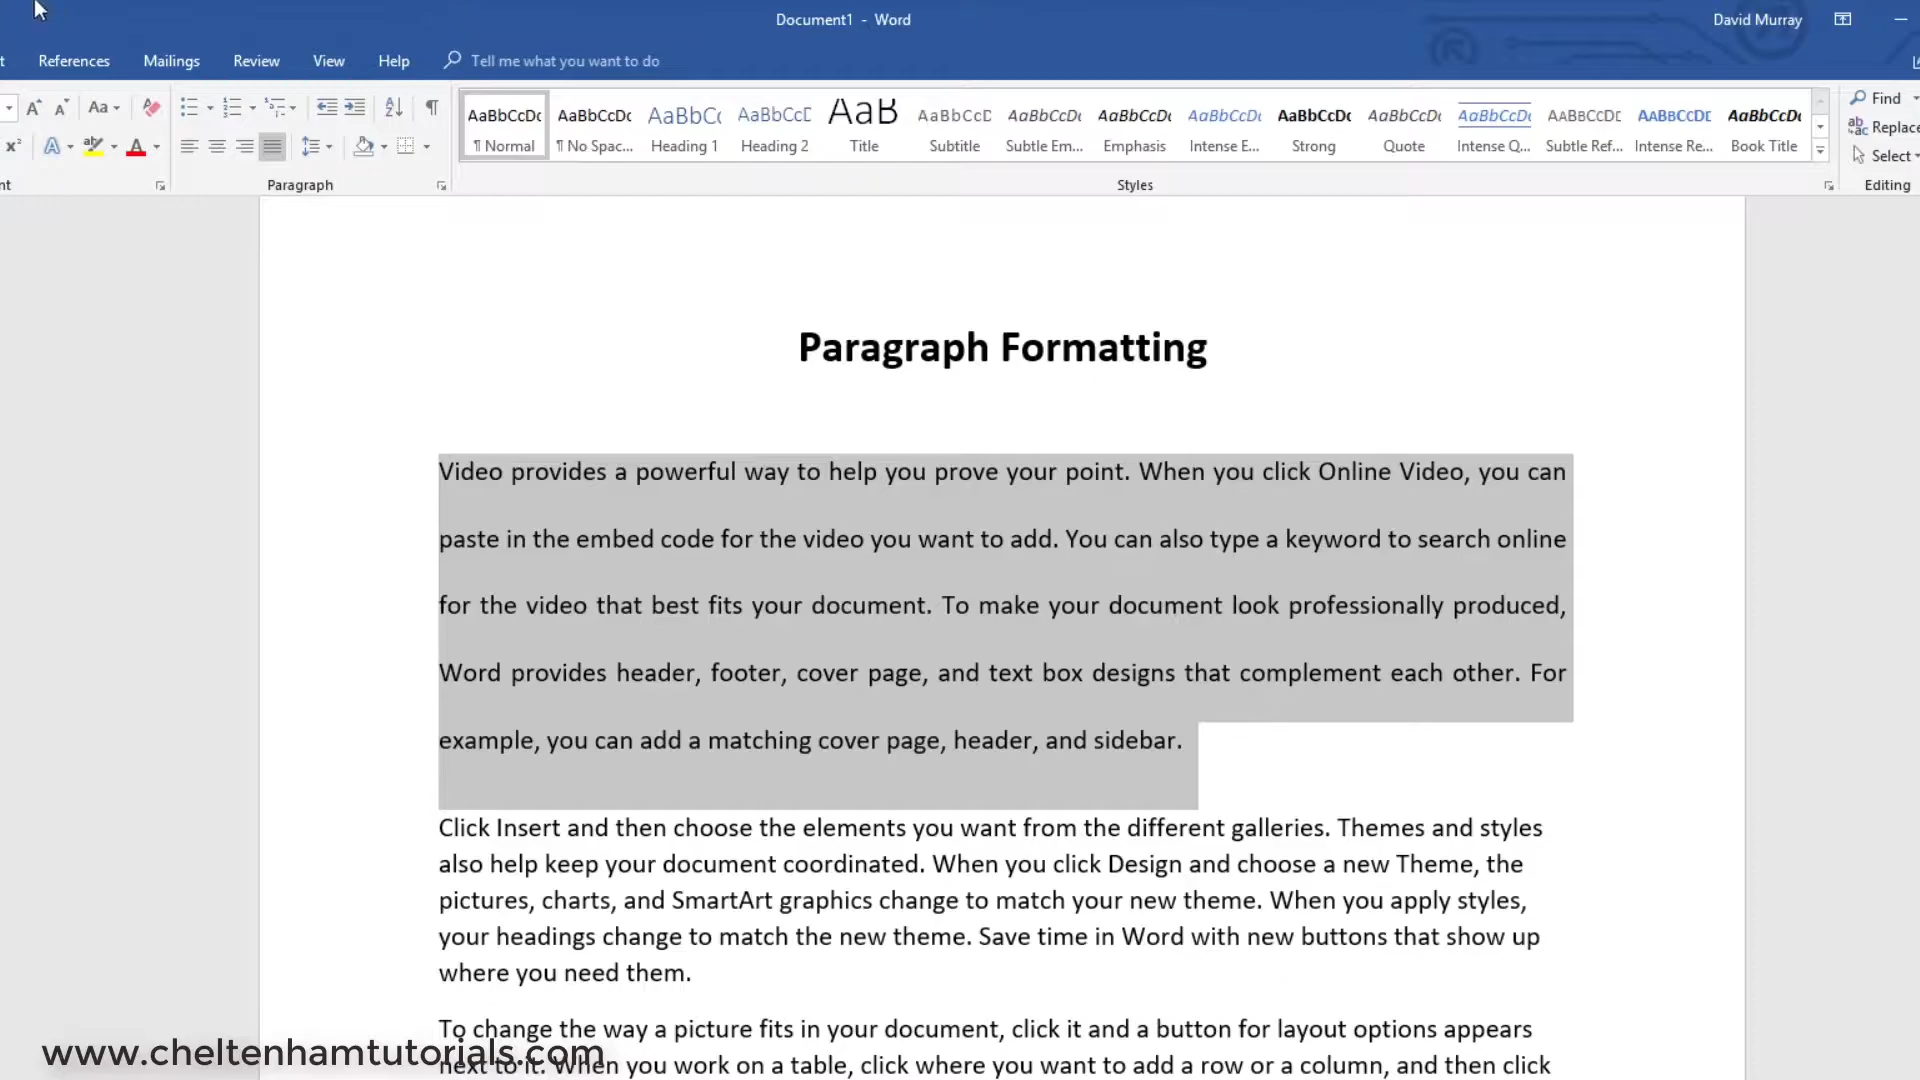 Document1 - Word
David Murray
References Mailings Review View Help Tell me what you want to do
Aa
AaBbCcDc AaBbCcDc AaBbCc AaBbCcD AaB AaBbCcD AaBbCcDc AaBbCcDc AaBbCcDc AaBbCcDc AaBbCcDc AaBbCcDc AaBbCcDd AaBbCcDd AaBbCcDc
¶ Normal ¶ No Spac... Heading 1 Heading 2 Title Subtitle Subtle Em... Emphasis Intense E... Strong Quote Intense Q... Subtle Ref... Intense Re... Book Title
Find
Replace
Select
Paragraph Styles Editing
Paragraph Formatting
Video provides a powerful way to help you prove your point. When you click Online Video, you can
paste in the embed code for the video you want to add. You can also type a keyword to search online
for the video that best fits your document. To make your document look professionally produced,
Word provides header, footer, cover page, and text box designs that complement each other. For
example, you can add a matching cover page, header, and sidebar.
Click Insert and then choose the elements you want from the different galleries. Themes and styles
also help keep your document coordinated. When you click Design and choose a new Theme, the
pictures, charts, and SmartArt graphics change to match your new theme. When you apply styles,
your headings change to match the new theme. Save time in Word with new buttons that show up
where you need them.
To change the way a picture fits in your document, click it and a button for layout options appears
next to it. When you work on a table, click where you want to add a row or a column, and then click
www.cheltenhamtutorials.com